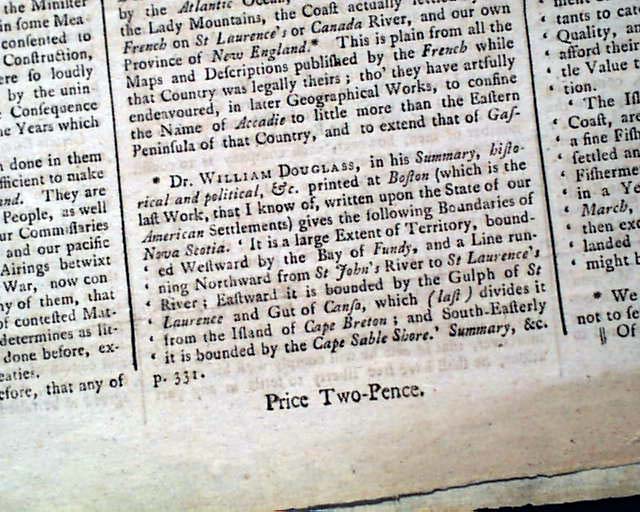 the Minister
in some Mea
consented to
Construction,
ere so loudly
by the unin
Consequence
he Years which
done in them
fficient to make
and. They are
People, as well
ur Commissaries
and our pacific
Airings betwixt
War, now con
ny of them, that
of contested Mat-
determines as lit-
done before, ex-
eaties.
efore, that any of
by the Atlantic Ocean,
the Lady Mountains, the Coast actually
French on St Laurence's or Canada River, and our own
Province of New England.* This is plain from all the
Maps and Descriptions published by the French while
that Country was legally theirs; tho' they have artfully
endeavoured, in later Geographical Works, to confine
the Name of Accadie to little more than the Eastern
Peninsula of that Country, and to extend that of Gas-
* Dr. WILLIAM DOUGLASS, in his Summary, histo-
rical and political, &c. printed at Boston (which is the
last Work, that I know of, written upon the State of our
American Settlements) gives the following Boundaries of
Nova Scotia. ' It is a large Extent of Territory, bound-
' ed Westward by the Bay of Fundy, and a Line run-
' ning Northward from St John's River to St Laurence's
' River; Eastward it is bounded by the Gulph of St
' Laurence and Gut of Canso, which (last) divides it
' from the Island of Cape Breton; and South-Easterly
' it is bounded by the Cape Sable Shore.' Summary, &c.
p. 331.
Price Two-Pence.
tants to cat
' Quality, an
' afford their
' tle Value t
' tion.
' The Isl
' Coast, are
' a fine Fish
' settled an
' Fisherme
' in a Ye
' March,
' then exc
' landed
' might b
* We
not to se
|| Of